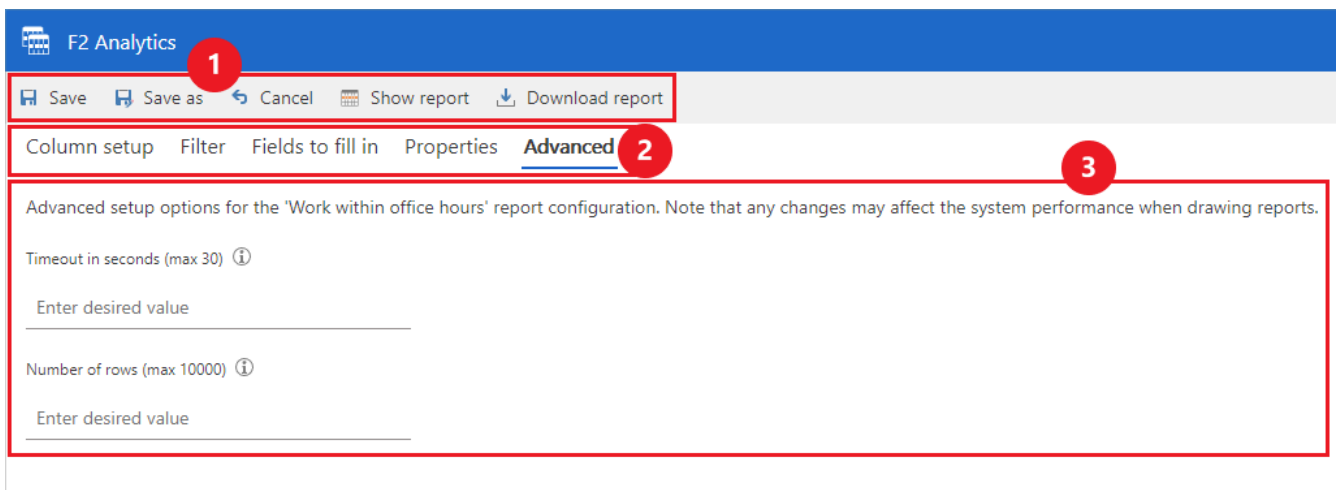 F2 Analytics
1
Save Save as Cancel Show report Download report
Column setup Filter Fields to fill in Properties Advanced 2
3
Advanced setup options for the 'Work within office hours' report configuration. Note that any changes may affect the system performance when drawing reports.
Timeout in seconds (max 30)
Enter desired value
Number of rows (max 10000)
Enter desired value